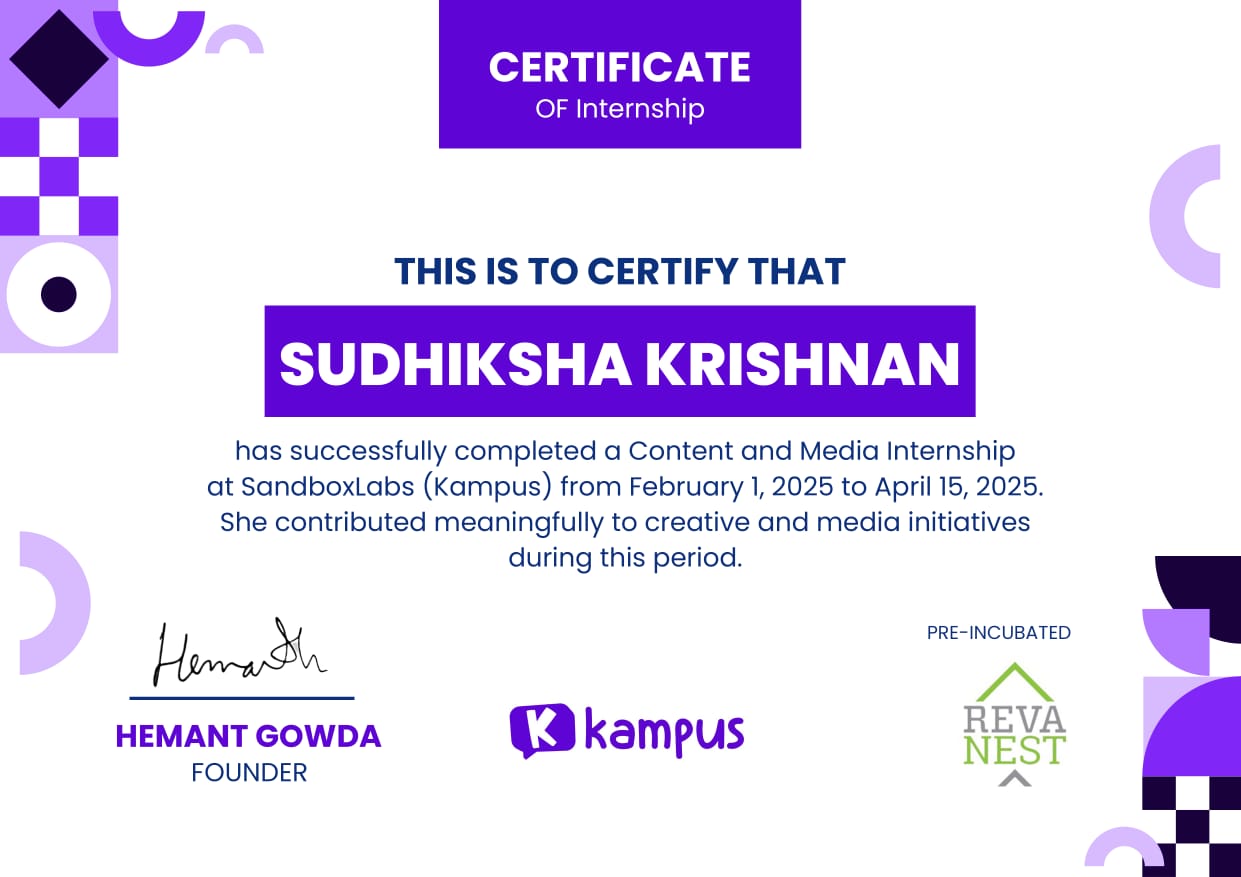 CERTIFICATE
OF Internship
THIS IS TO CERTIFY THAT
SUDHIKSHA KRISHNAN
has successfully completed a Content and Media Internship
at SandboxLabs (Kampus) from February 1, 2025 to April 15, 2025.
She contributed meaningfully to creative and media initiatives
during this period.
Hemanth
HEMANT GOWDA
FOUNDER
K kampus
PRE-INCUBATED
REVA
NEST